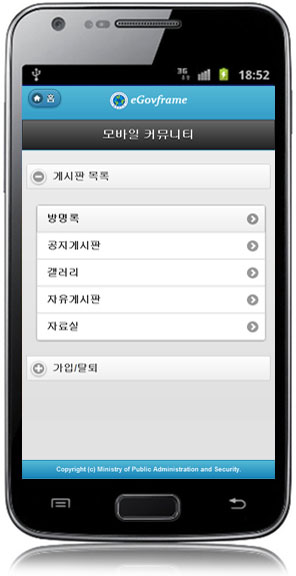 3G 18:52
홈 eGovframe
모바일 커뮤니티
게시판 목록
방명록
공지게시판
갤러리
자유게시판
자료실
가입/탈퇴
Copyright (c) Ministry of Public Administration and Security.